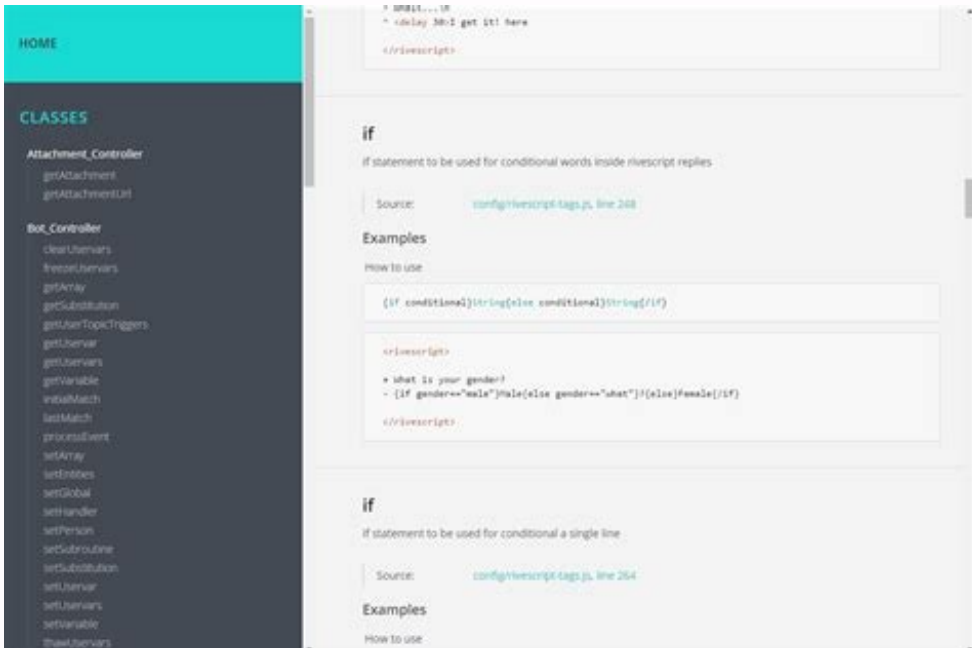 HOME
CLASSES
Attachment_Controller
getAttachment
getAttachmentUrl
Bot_Controller
clearUservars
freezeUservars
getArray
getSubstitution
getUserTopicTriggers
getUservar
getUservars
getVariable
initialMatch
lastMatch
processEvent
setArray
setEntities
setGlobal
setHandler
setPerson
setSubroutine
setSubstitution
setUservar
setUservars
setVariable
thawUservars
^ <delay 30>I get it! here
</rivescript>
if
if statement to be used for conditional words inside rivescript replies
Source: config/rivescript-tags.js, line 248
Examples
How to use
{if conditional}String{else conditional}String{/if}
<rivescript>
+ what is your gender?
- {if gender=="male"}Male{else gender=="what"}?{else}Female{/if}
</rivescript>
if
if statement to be used for conditional a single line
Source: config/rivescript-tags.js, line 264
Examples
How to use